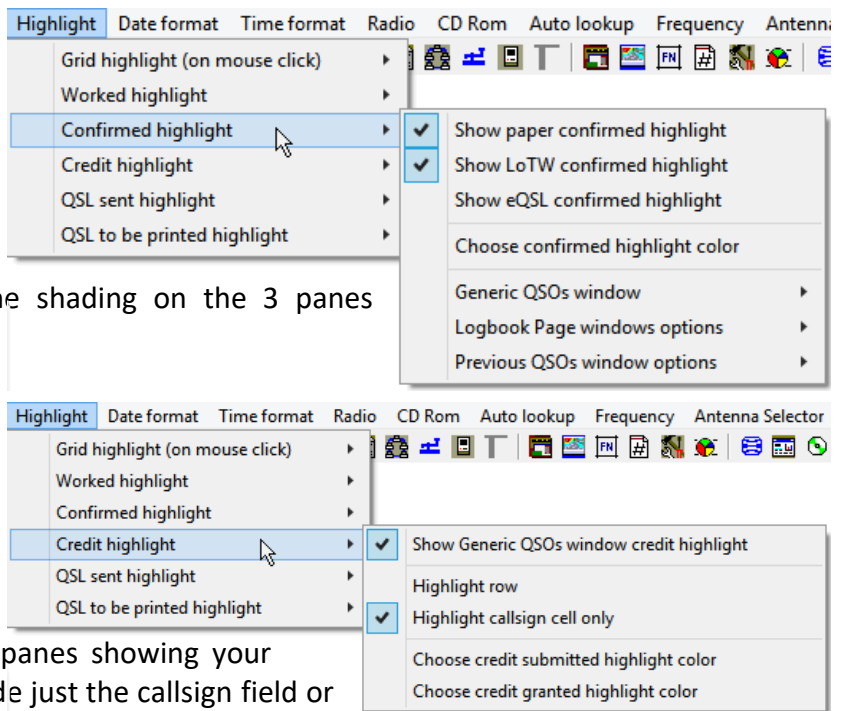 Highlight Date format Time format Radio CD Rom Auto lookup Frequency Antenna
Grid highlight (on mouse click)
FN #
Worked highlight
Confirmed highlight
Credit highlight
QSL sent highlight
QSL to be printed highlight
Show paper confirmed highlight
Show LoTW confirmed highlight
Show eQSL confirmed highlight
Choose confirmed highlight color
Generic QSOs window
Logbook Page windows options
Previous QSOs window options
shading on the 3 panes
Highlight Date format Time format Radio CD Rom Auto lookup Frequency Antenna Selector
Grid highlight (on mouse click)
FN #
Worked highlight
Confirmed highlight
Credit highlight
QSL sent highlight
QSL to be printed highlight
Show Generic QSOs window credit highlight
Highlight row
Highlight callsign cell only
Choose credit submitted highlight color
Choose credit granted highlight color
panes showing your
just the callsign field or